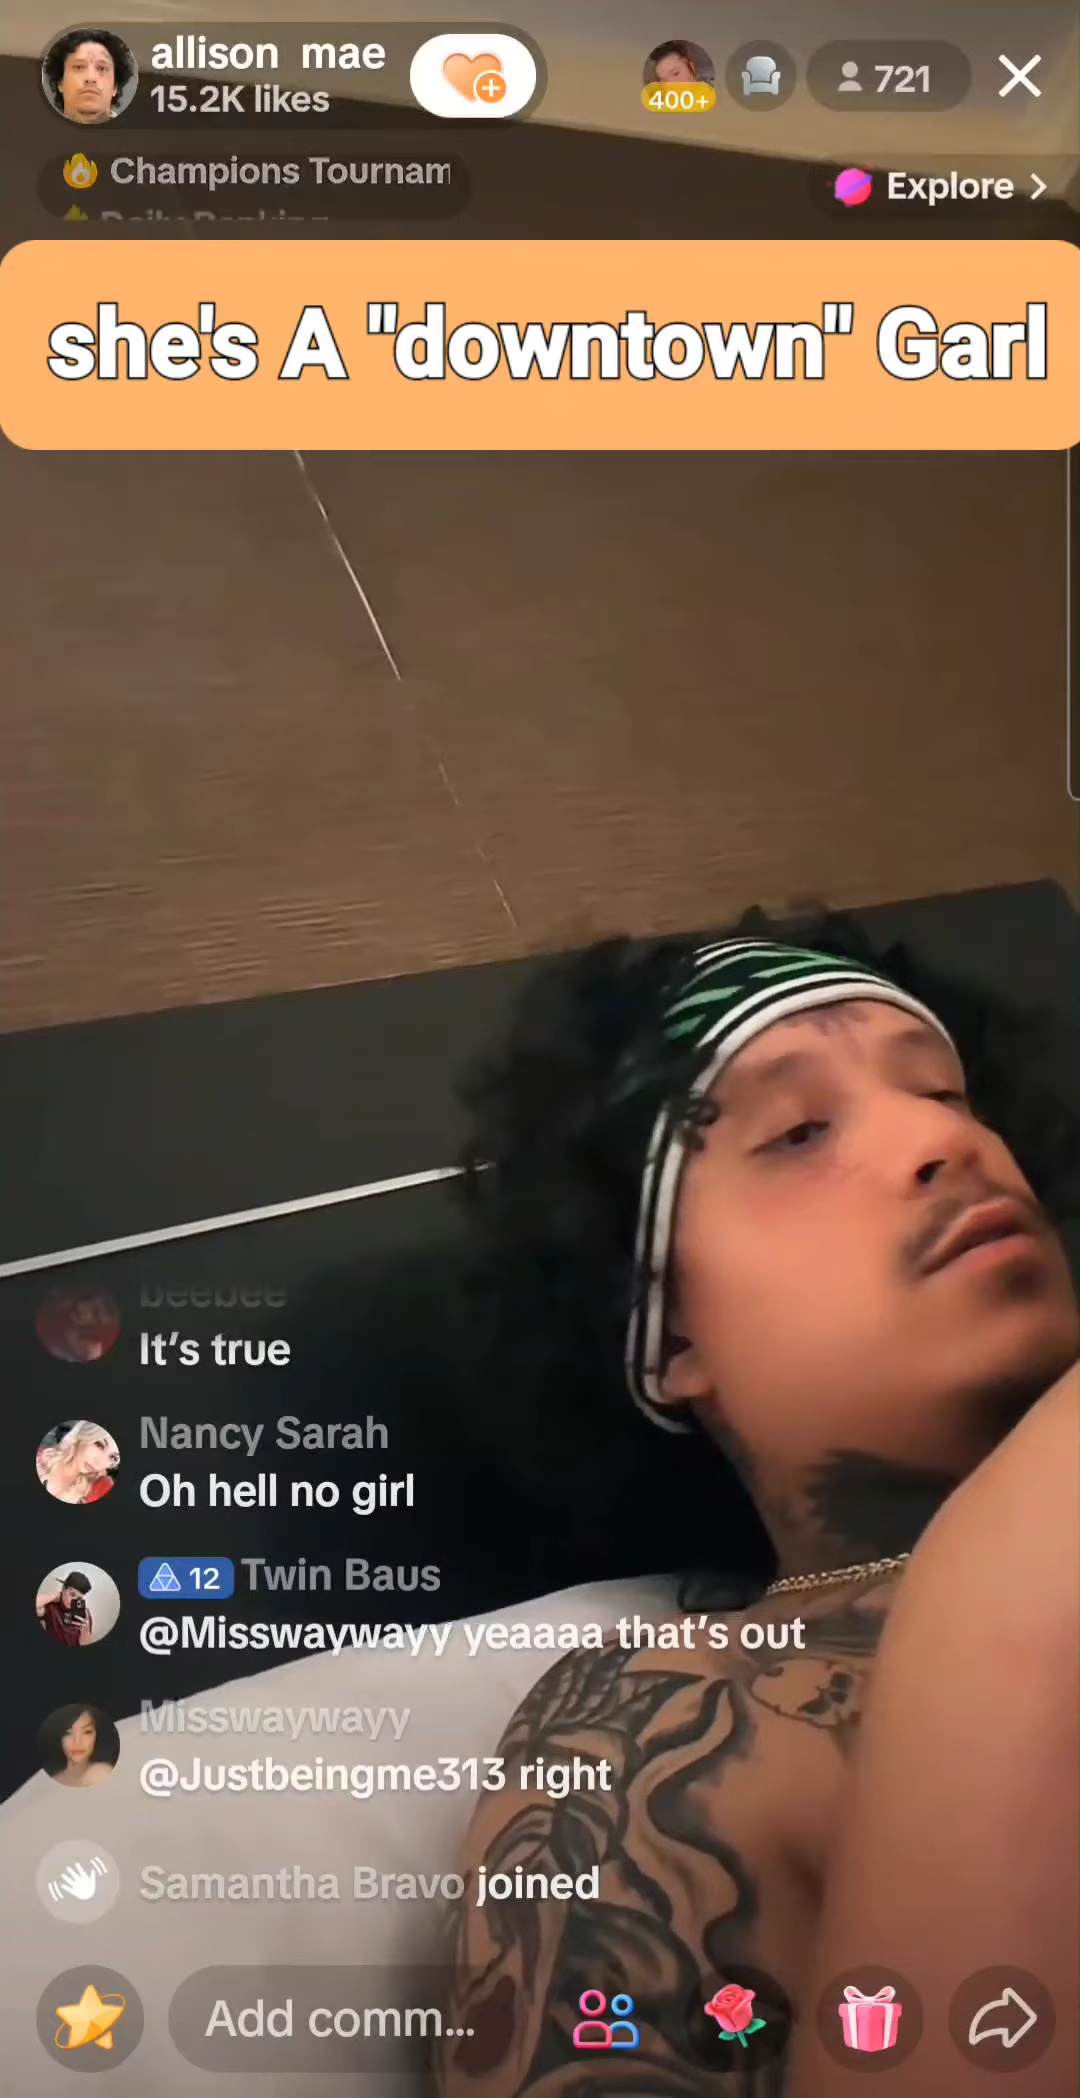 allison mae
15.2K likes
400+
721
Champions Tournam
Explore >
she's A "downtown" Garl
beebee
It's true
Nancy Sarah
Oh hell no girl
12 Twin Baus
@Misswaywayy yeaaaa that's out
Misswaywayy
@Justbeingme313 right
Samantha Bravo joined
Add comm...